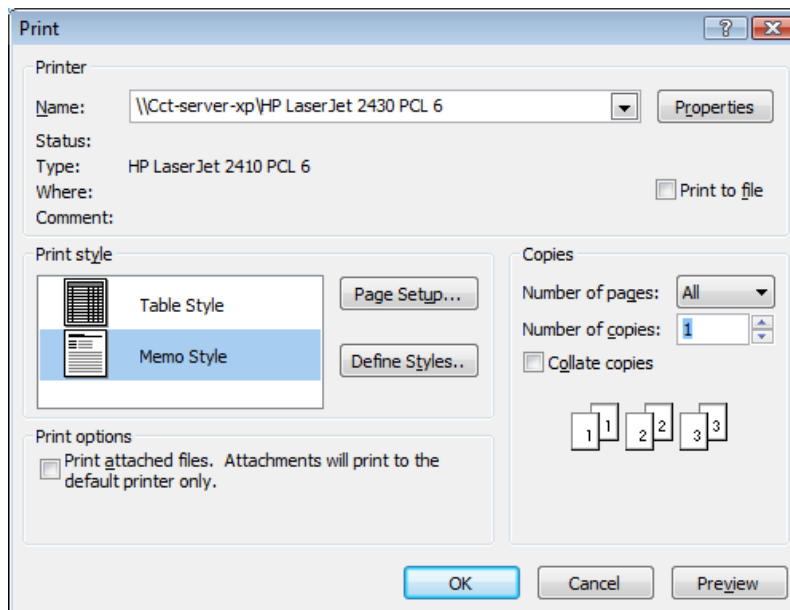 Print
Printer
Name: \\Cct-server-xp\HP LaserJet 2430 PCL 6 Properties
Status:
Type: HP LaserJet 2410 PCL 6
Where: Print to file
Comment:
Print style
Table Style Page Setup...
Memo Style Define Styles..
Copies
Number of pages: All
Number of copies: 1
Collate copies
1 1 2 2 3 3
Print options
Print attached files. Attachments will print to the
default printer only.
OK Cancel Preview